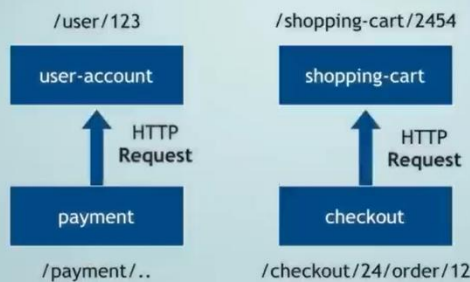 /user/123
user-account
HTTP
Request
payment
/payment/..
/shopping-cart/2454
shopping-cart
HTTP
Request
checkout
/checkout/24/order/12